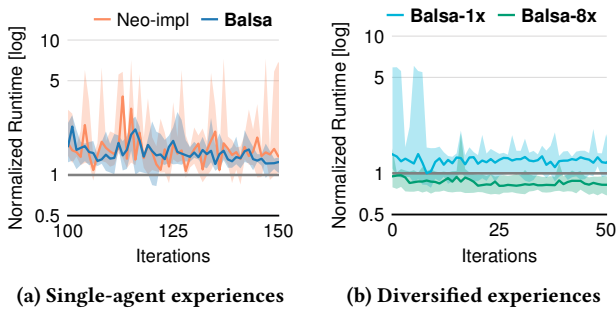 Neo-impl Balsa
Normalized Runtime [log]
10
5
1
0.5
100 125 150
Iterations
(a) Single-agent experiences
Balsa-1x Balsa-8x
Normalized Runtime [log]
10
5
1
0.5
0 25 50
Iterations
(b) Diversified experiences